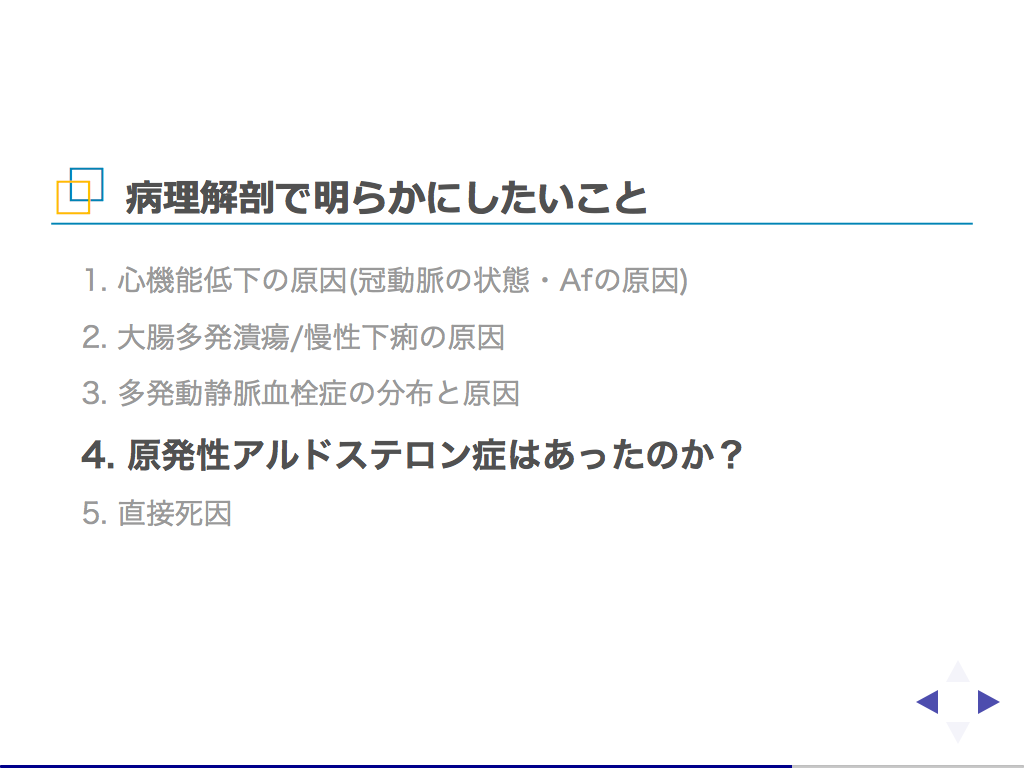 病理解剖で明らかにしたいこと
1. 心機能低下の原因(冠動脈の状態・Afの原因)
2. 大腸多発潰瘍/慢性下痢の原因
3. 多発動静脈血栓症の分布と原因
4. 原発性アルドステロン症はあったのか？
5. 直接死因